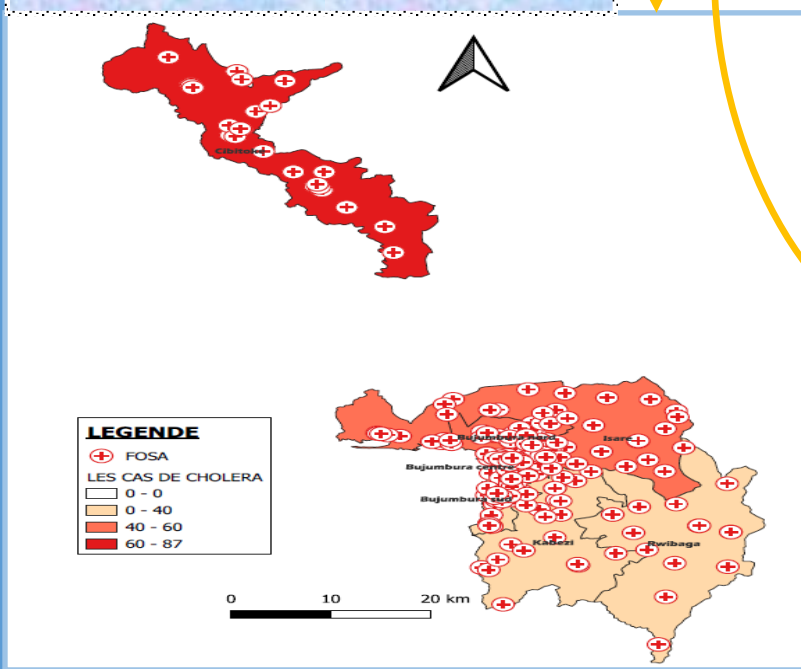 Cibitoke
Bujumbura nord
Isare
Bujumbura centre
Bujumbura sud
Kabezi
Rwibaga
LEGENDE
FOSA
LES CAS DE CHOLERA
0 - 0
0 - 40
40 - 60
60 - 87
0 10 20 km